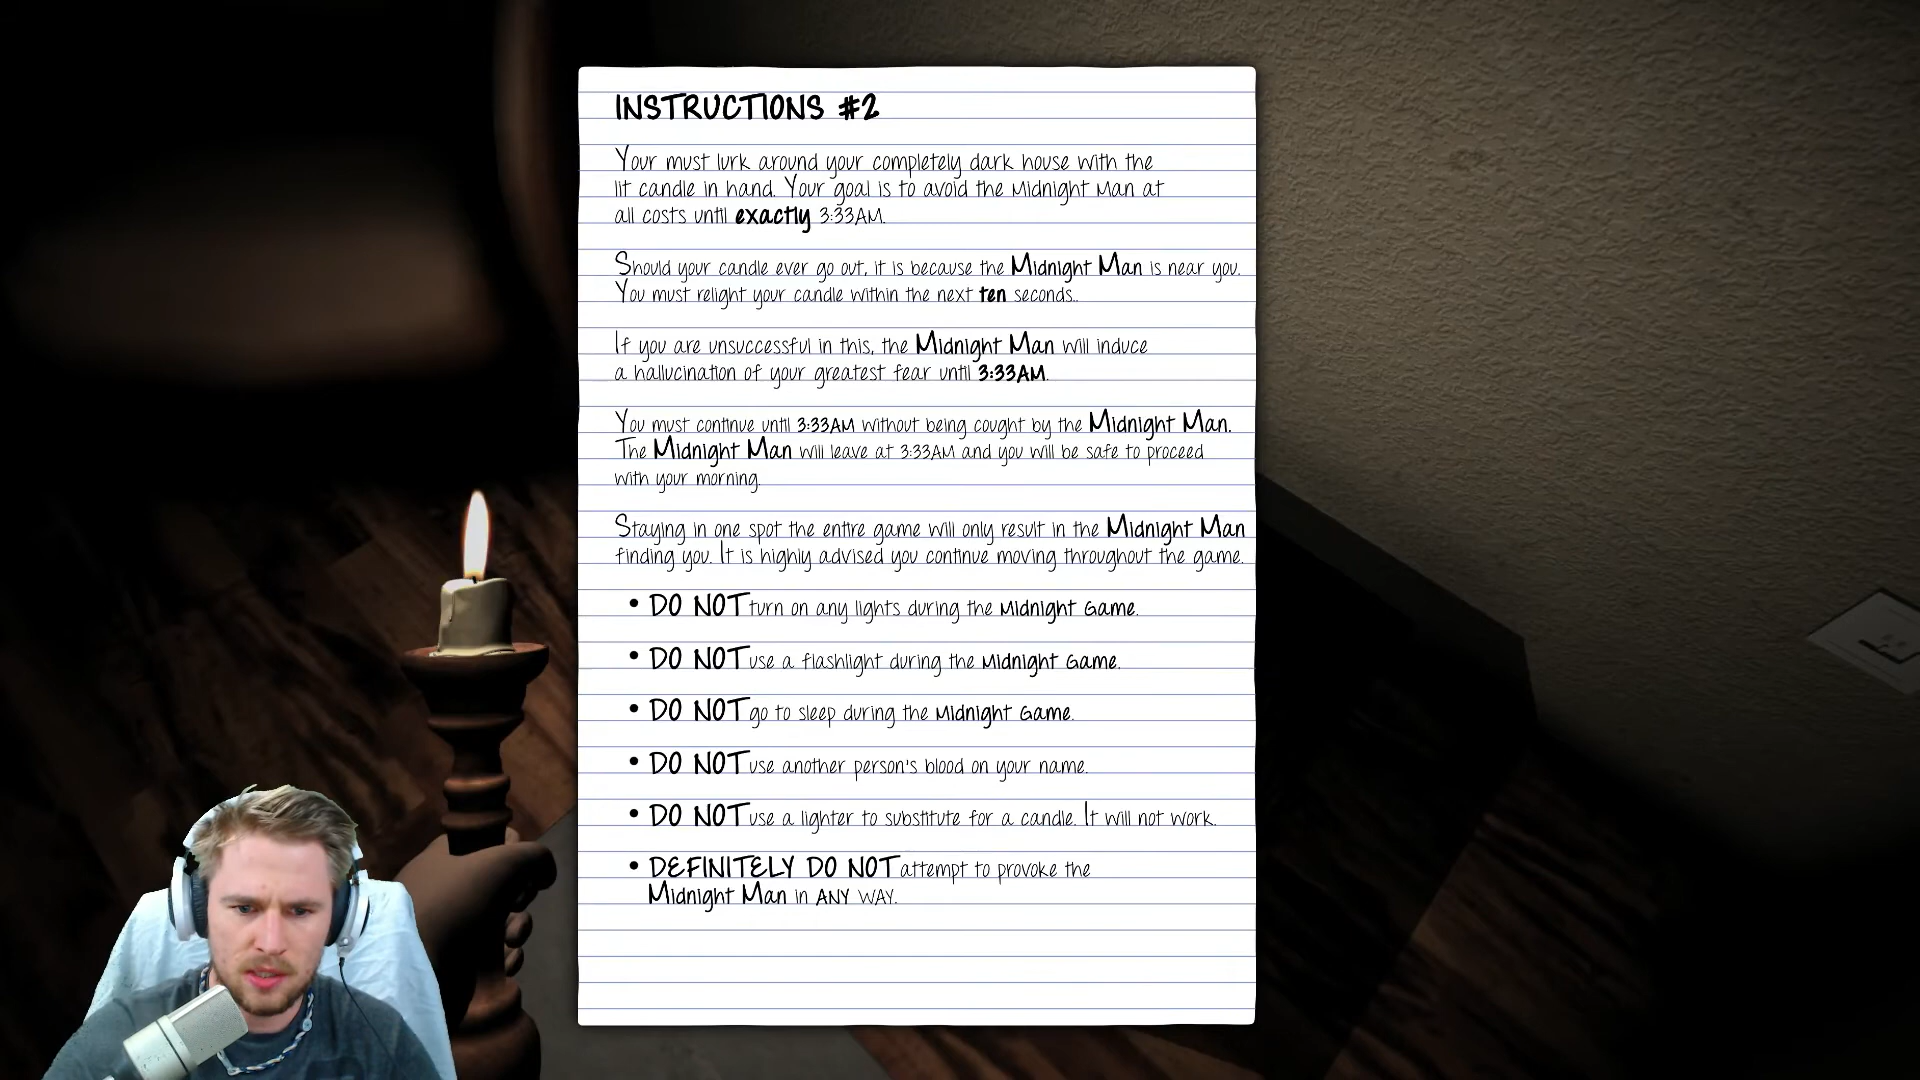 INSTRUCTIONS #2
Your must lurk around your completely dark house with the
lit candle in hand. Your goal is to avoid the Midnight Man at
all costs until exactly 3:33AM.
Should your candle ever go out, it is because the Midnight Man is near you.
You must relight your candle within the next ten seconds..
If you are unsuccessful in this, the Midnight Man will induce
a hallucination of your greatest fear until 3:33AM.
You must continue until 3:33AM without being cought by the Midnight Man.
The Midnight Man will leave at 3:33AM and you will be safe to proceed
with your morning.
Staying in one spot the entire game will only result in the Midnight Man
finding you. It is highly advised you continue moving throughout the game.
• DO NOT turn on any lights during the Midnight Game.
• DO NOT use a flashlight during the Midnight Game.
• DO NOT go to sleep during the Midnight Game.
• DO NOT use another person's blood on your name.
• DO NOT use a lighter to substitute for a candle. It will not work.
• DEFINITELY DO NOT attempt to provoke the
Midnight Man in ANY WAY.